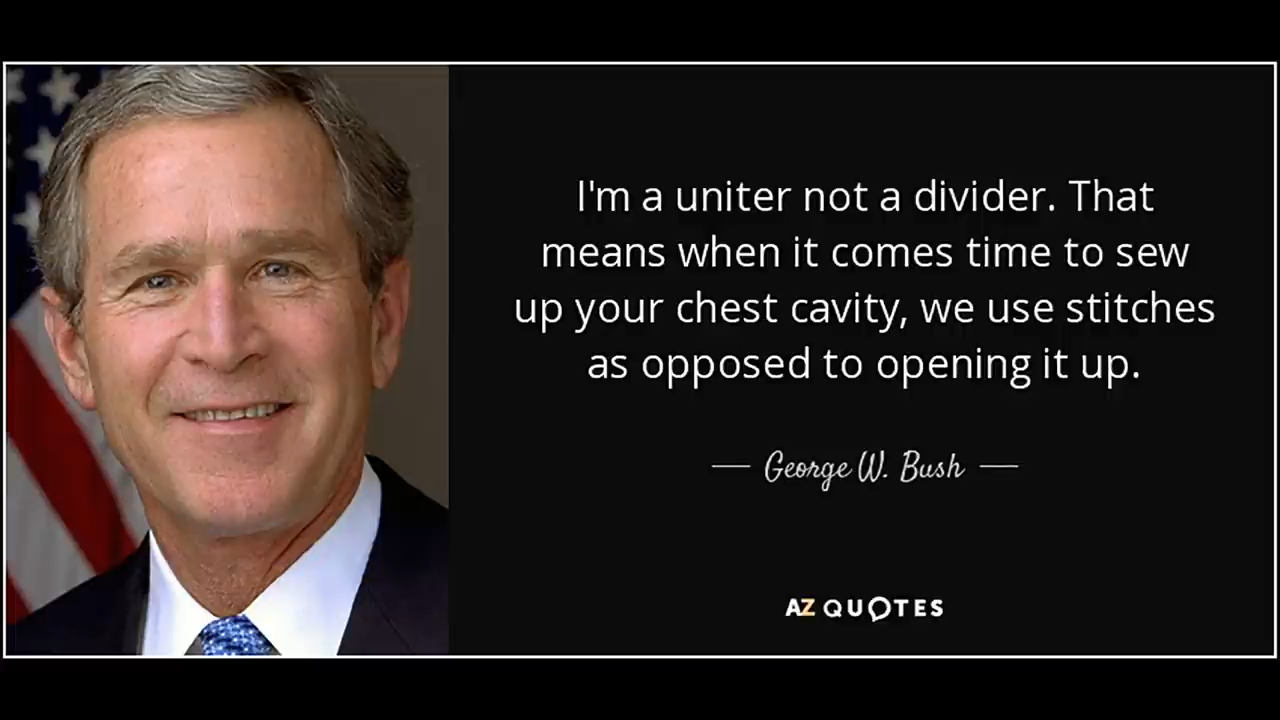 I'm a uniter not a divider. That
means when it comes time to sew
up your chest cavity, we use stitches
as opposed to opening it up.
— George W. Bush —
AZ QUOTES